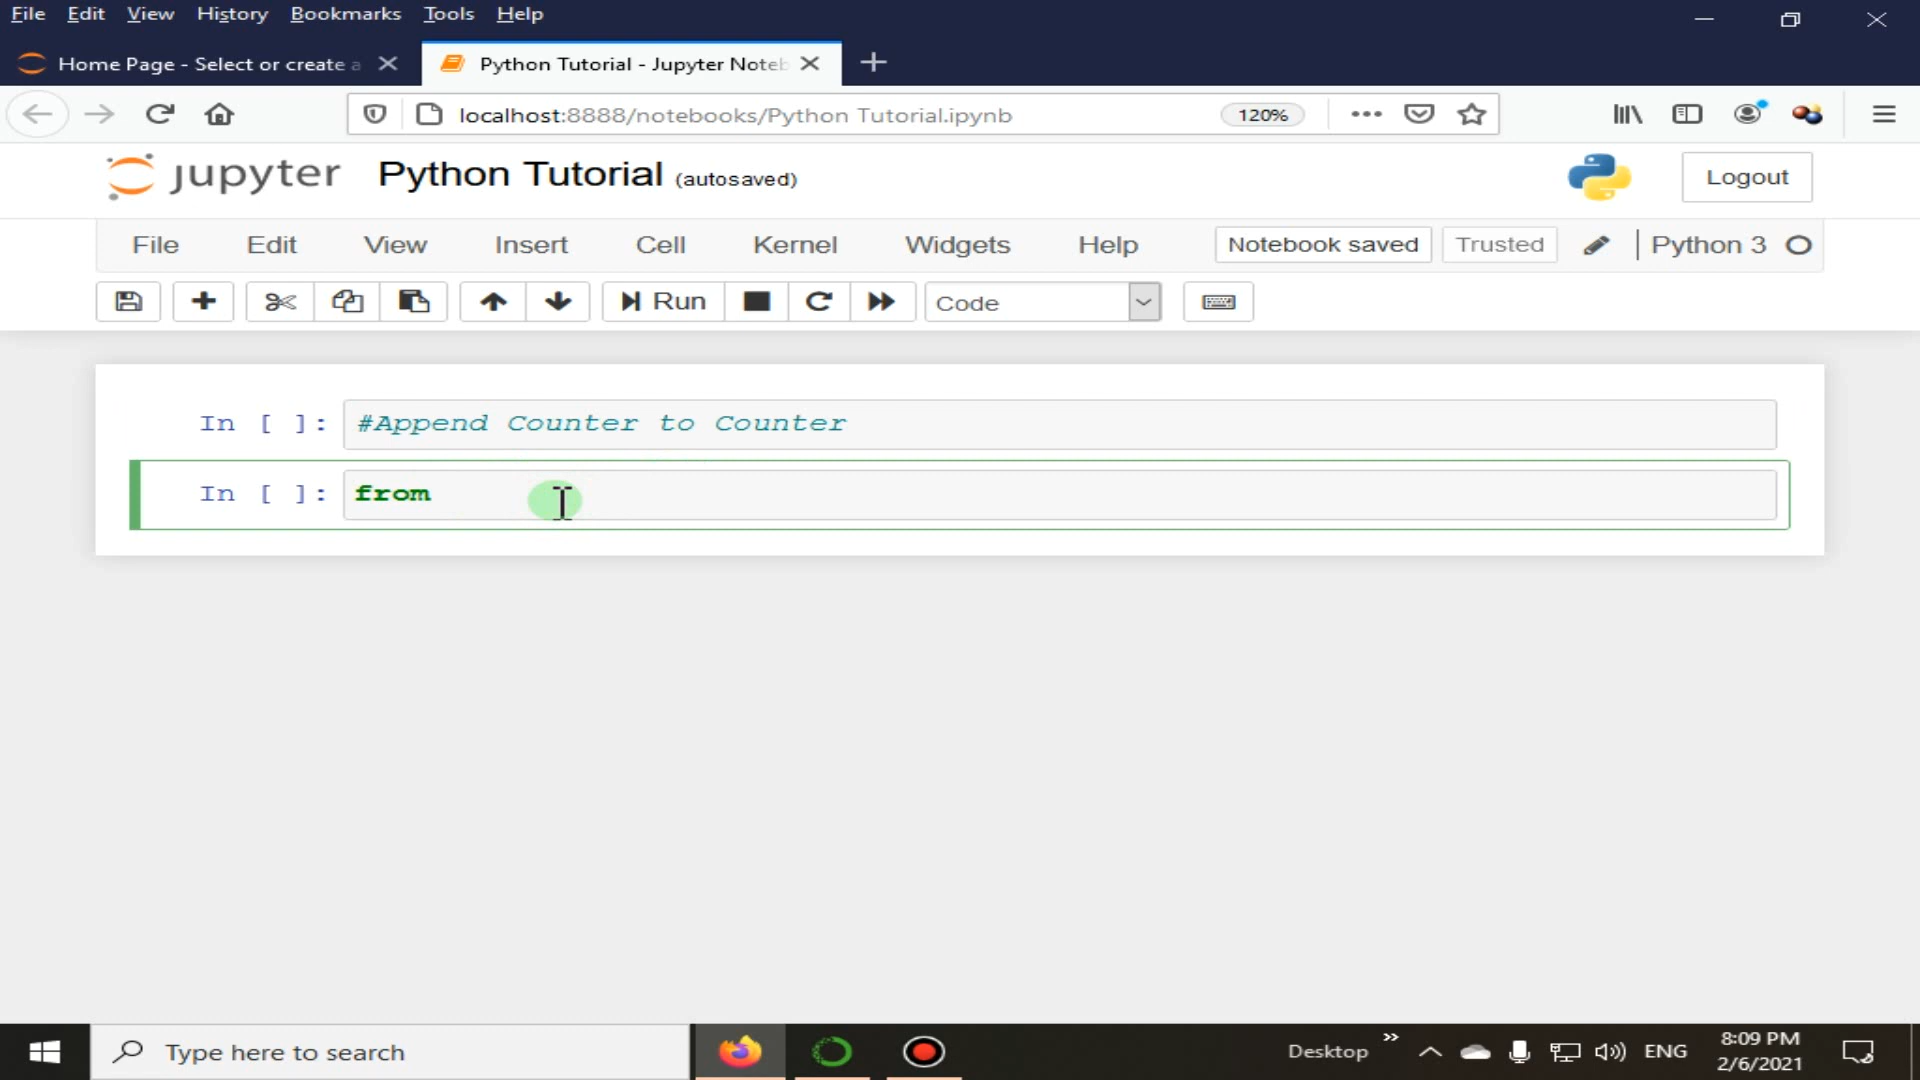 File Edit View History Bookmarks Tools Help
Home Page - Select or create a
Python Tutorial - Jupyter Noteb
localhost:8888/notebooks/Python Tutorial.ipynb 120%
jupyter Python Tutorial (autosaved) Logout
File Edit View Insert Cell Kernel Widgets Help Notebook saved Trusted Python 3
Run Code
In [ ]: #Append Counter to Counter
In [ ]: from
Type here to search Desktop ENG 8:09 PM
2/6/2021